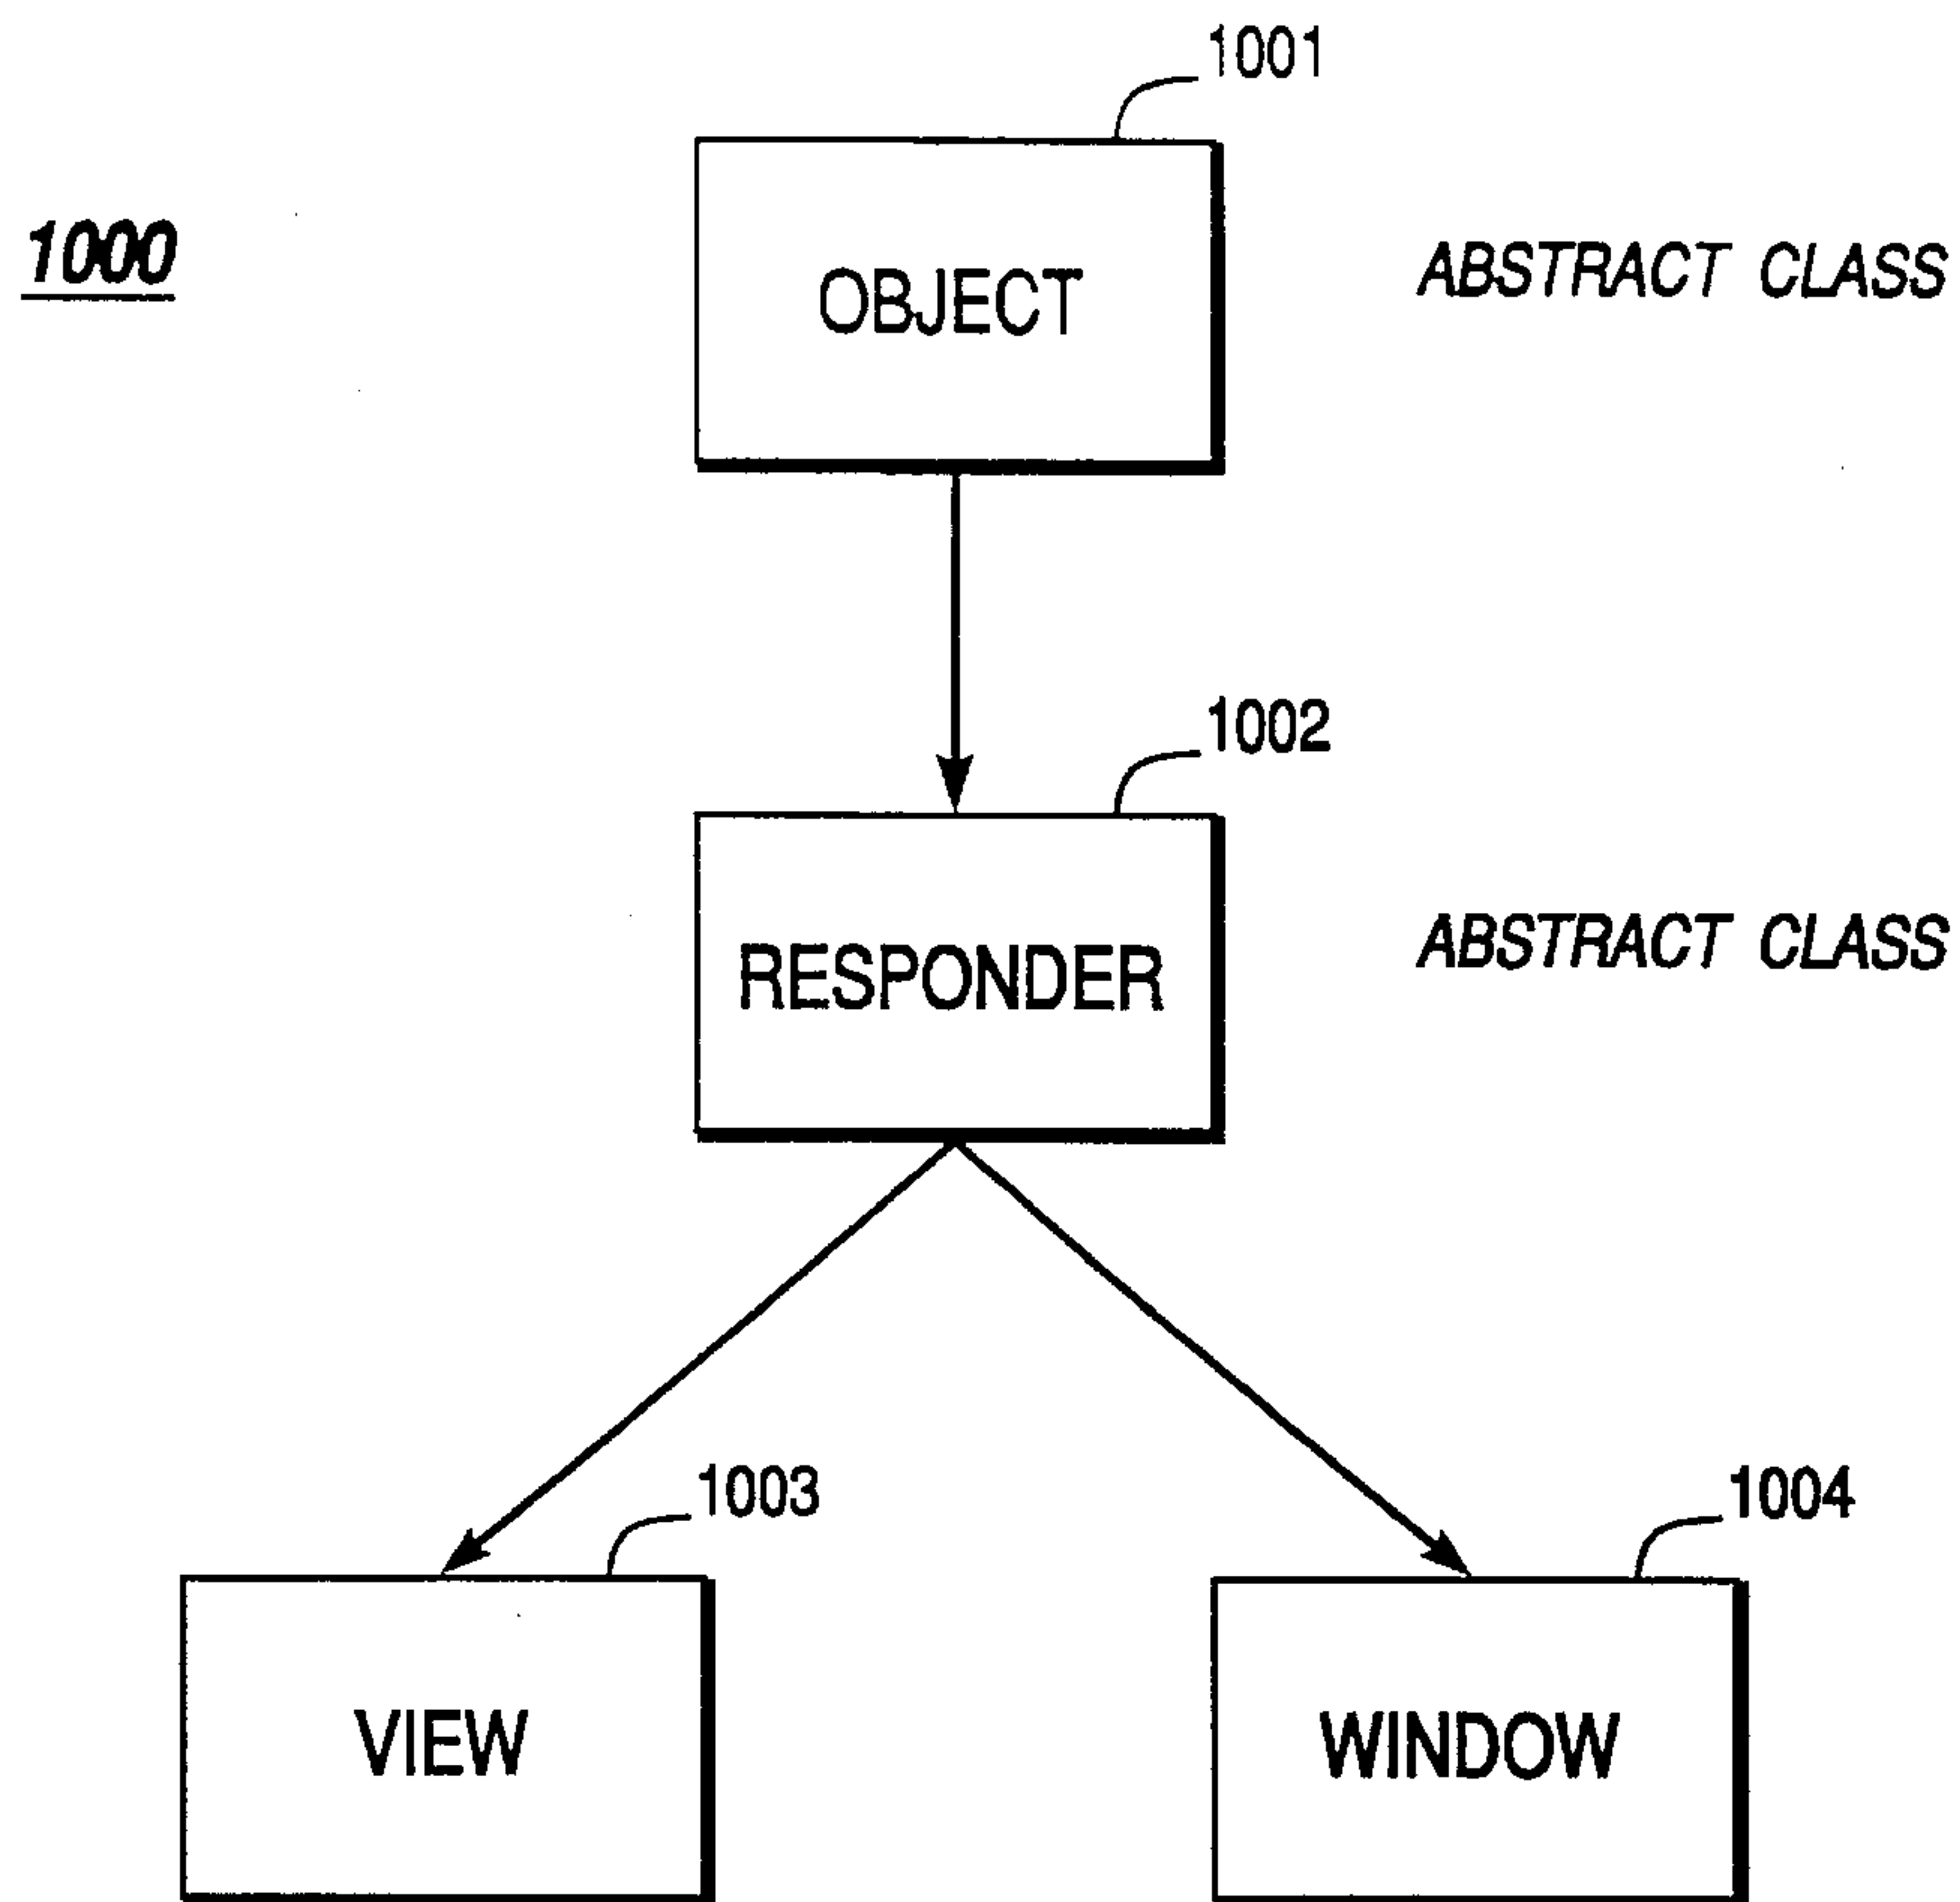 1001
1000
OBJECT
ABSTRACT CLASS
1002
RESPONDER
ABSTRACT CLASS
1003
1004
VIEW
WINDOW